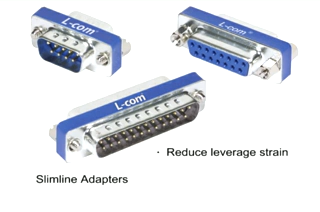 L-com®
L-com®
L-com
· Reduce leverage strain
Slimline Adapters